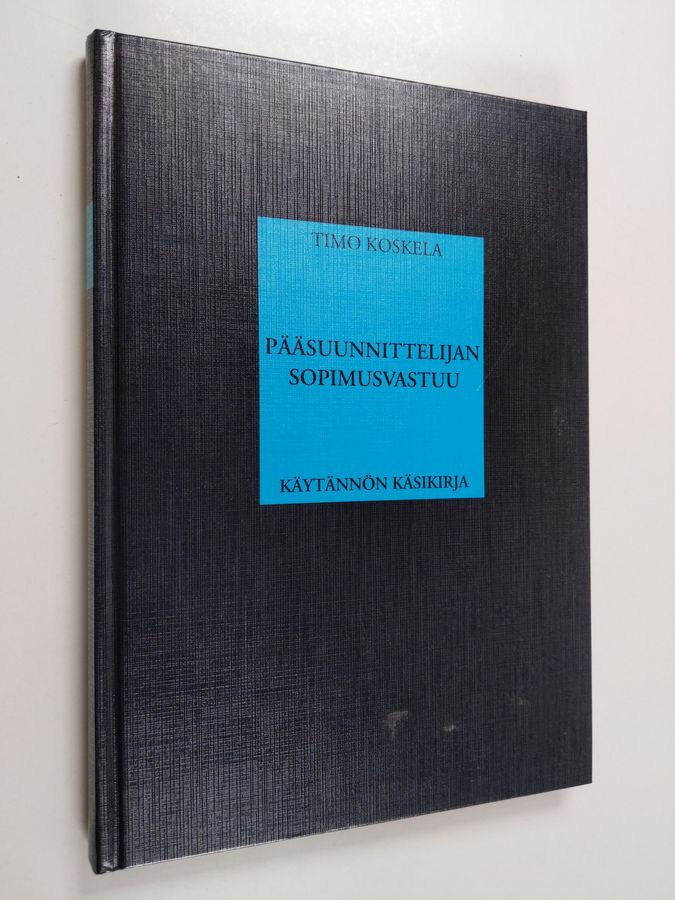 TIMO KOSKELA
PÄÄSUUNNITTELIJAN
SOPIMUSVASTUU
KÄYTÄNNÖN KÄSIKIRJA